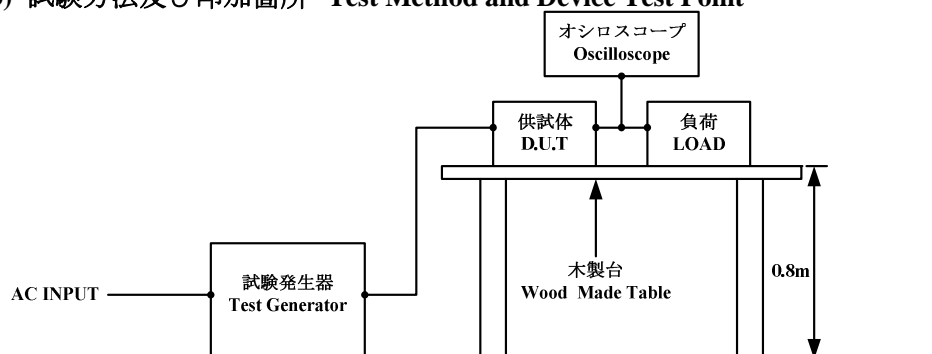 試験方法及び印加箇所 Test Method and Device Test Point
オシロスコープ
Oscilloscope
供試体
D.U.T
負荷
LOAD
木製台
Wood Made Table
0.8m
試験発生器
Test Generator
AC INPUT